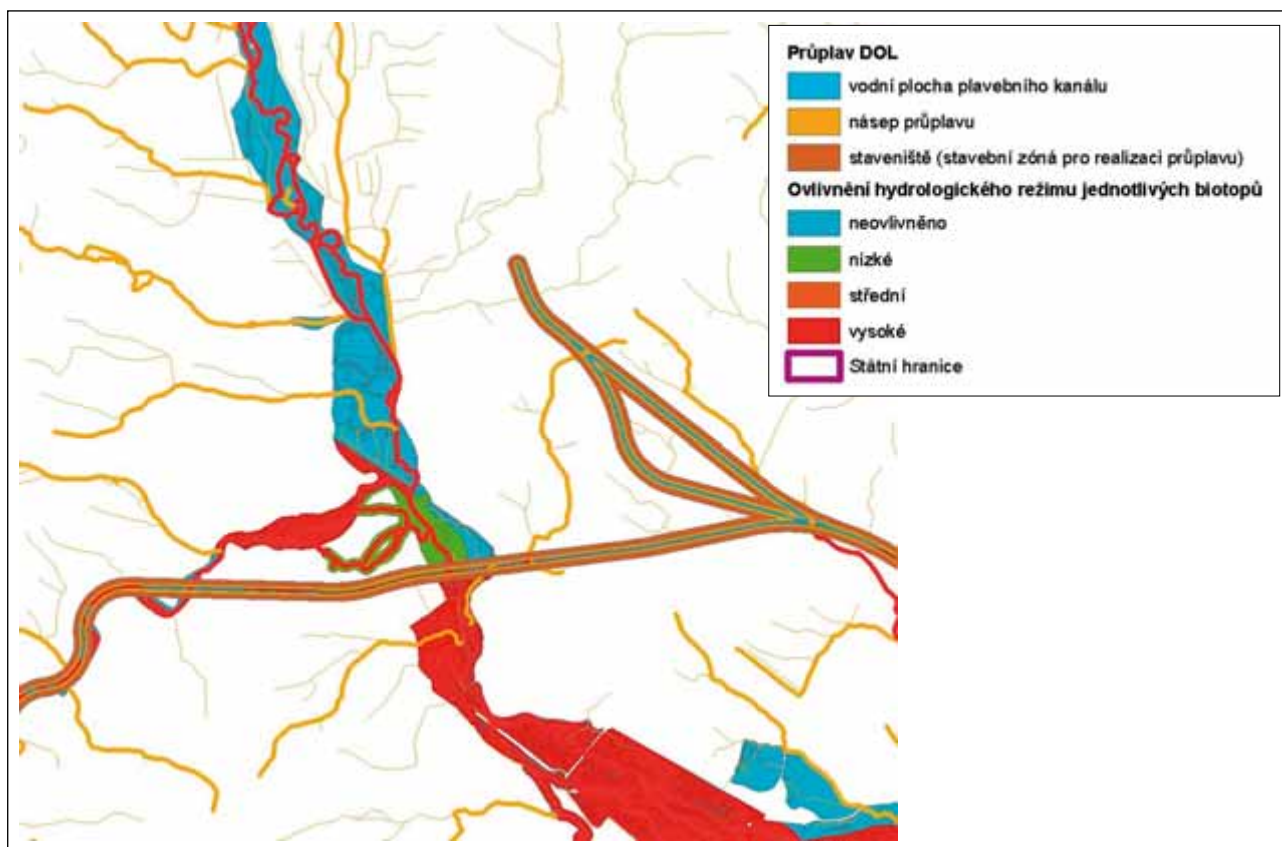 Průplav DOL
vodní plocha plavebního kanálu
násep průplavu
staveniště (stavební zóná pro realizaci průplavu)
Ovlivnění hydrologického režimu jednotlivých biotopů
neovlivněno
nízké
střední
vysoké
Státní hranice